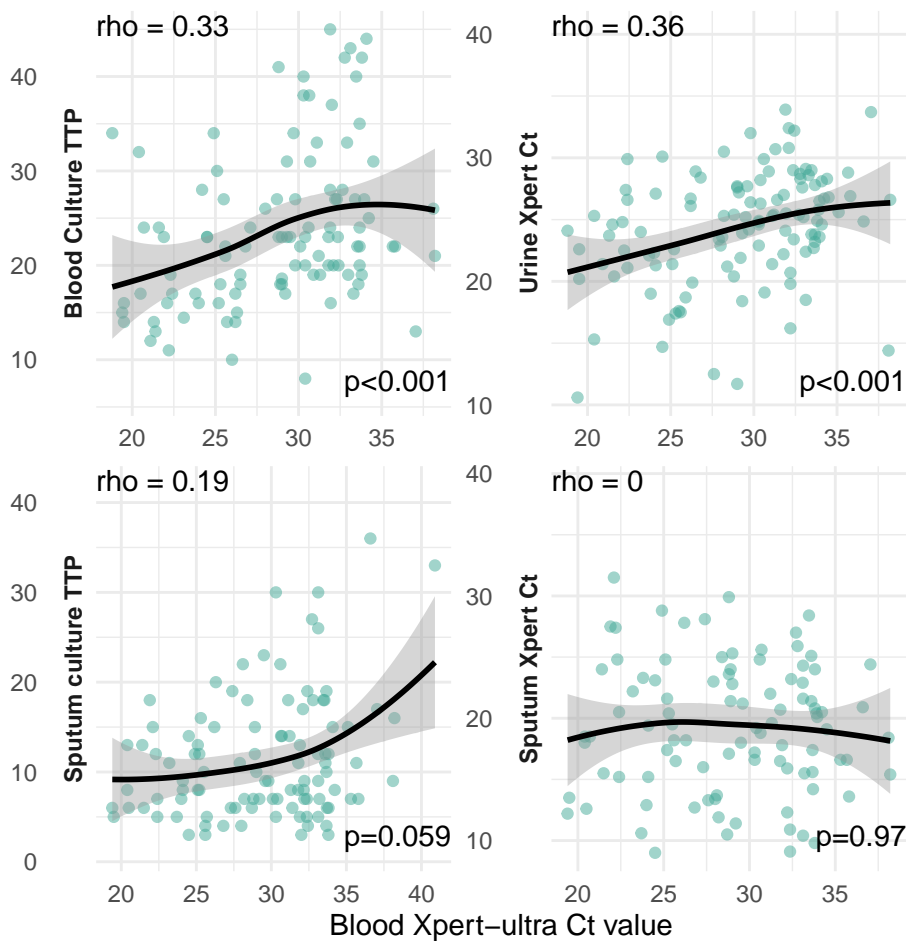 rho = 0.33
Blood Culture TTP
40
30
20
10
p<0.001
20 25 30 35
rho = 0.36
Urine Xpert Ct
40
30
20
10
p<0.001
20 25 30 35
rho = 0.19
Sputum culture TTP
40
30
20
10
0
p=0.059
20 25 30 35 40
rho = 0
Sputum Xpert Ct
40
30
20
10
p=0.97
20 25 30 35
Blood Xpert−ultra Ct value